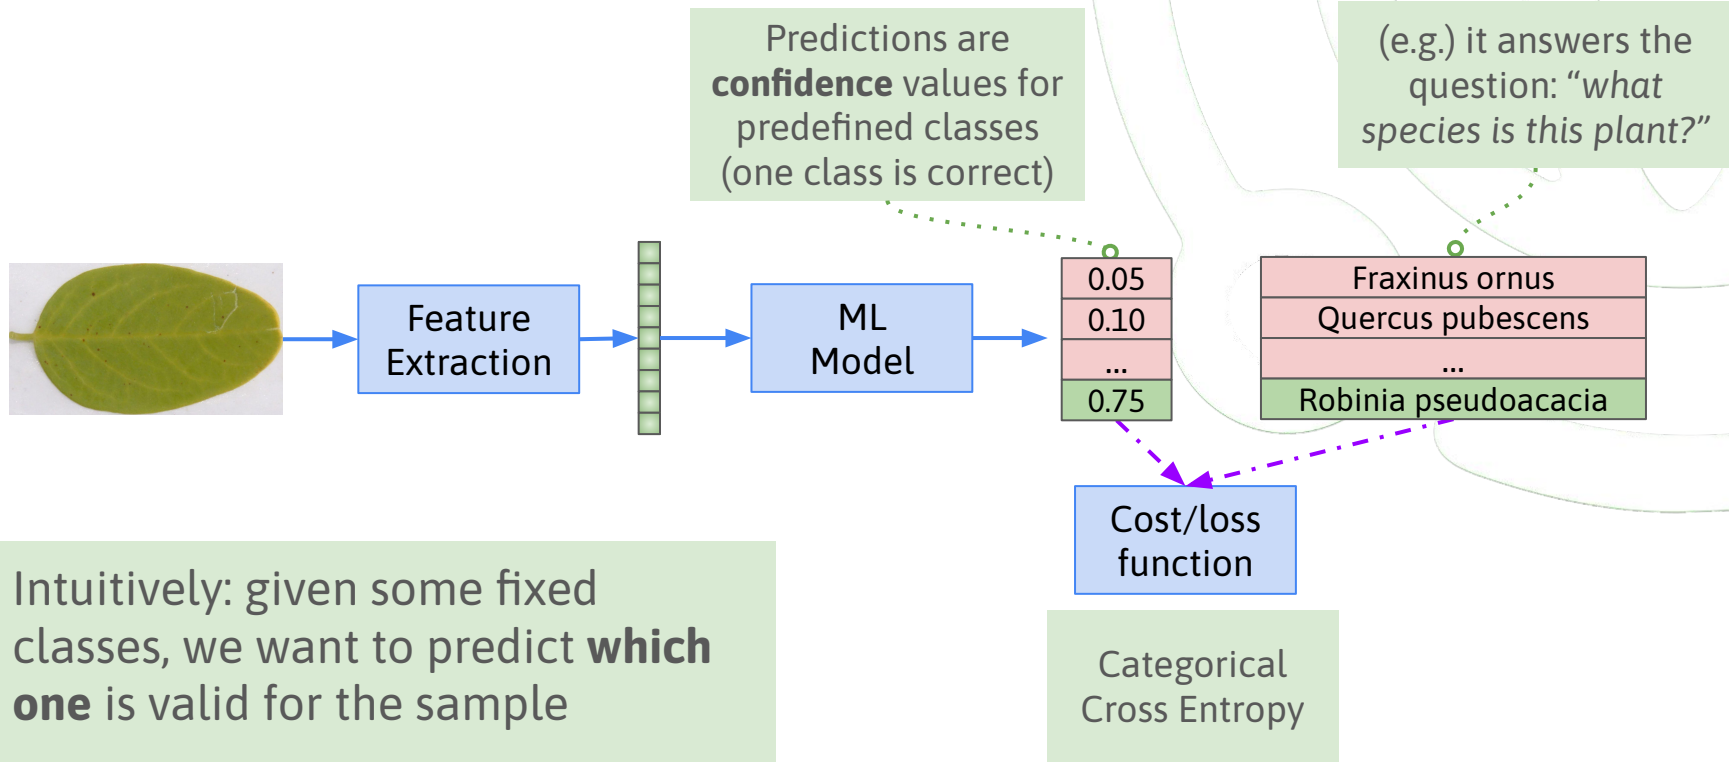 Predictions are
confidence values for
predefined classes
(one class is correct)
(e.g.) it answers the
question: “what
species is this plant?”
Feature
Extraction
ML
Model
0.05
0.10
...
0.75
Fraxinus ornus
Quercus pubescens
...
Robinia pseudoacacia
Cost/loss
function
Categorical
Cross Entropy
Intuitively: given some fixed
classes, we want to predict which
one is valid for the sample